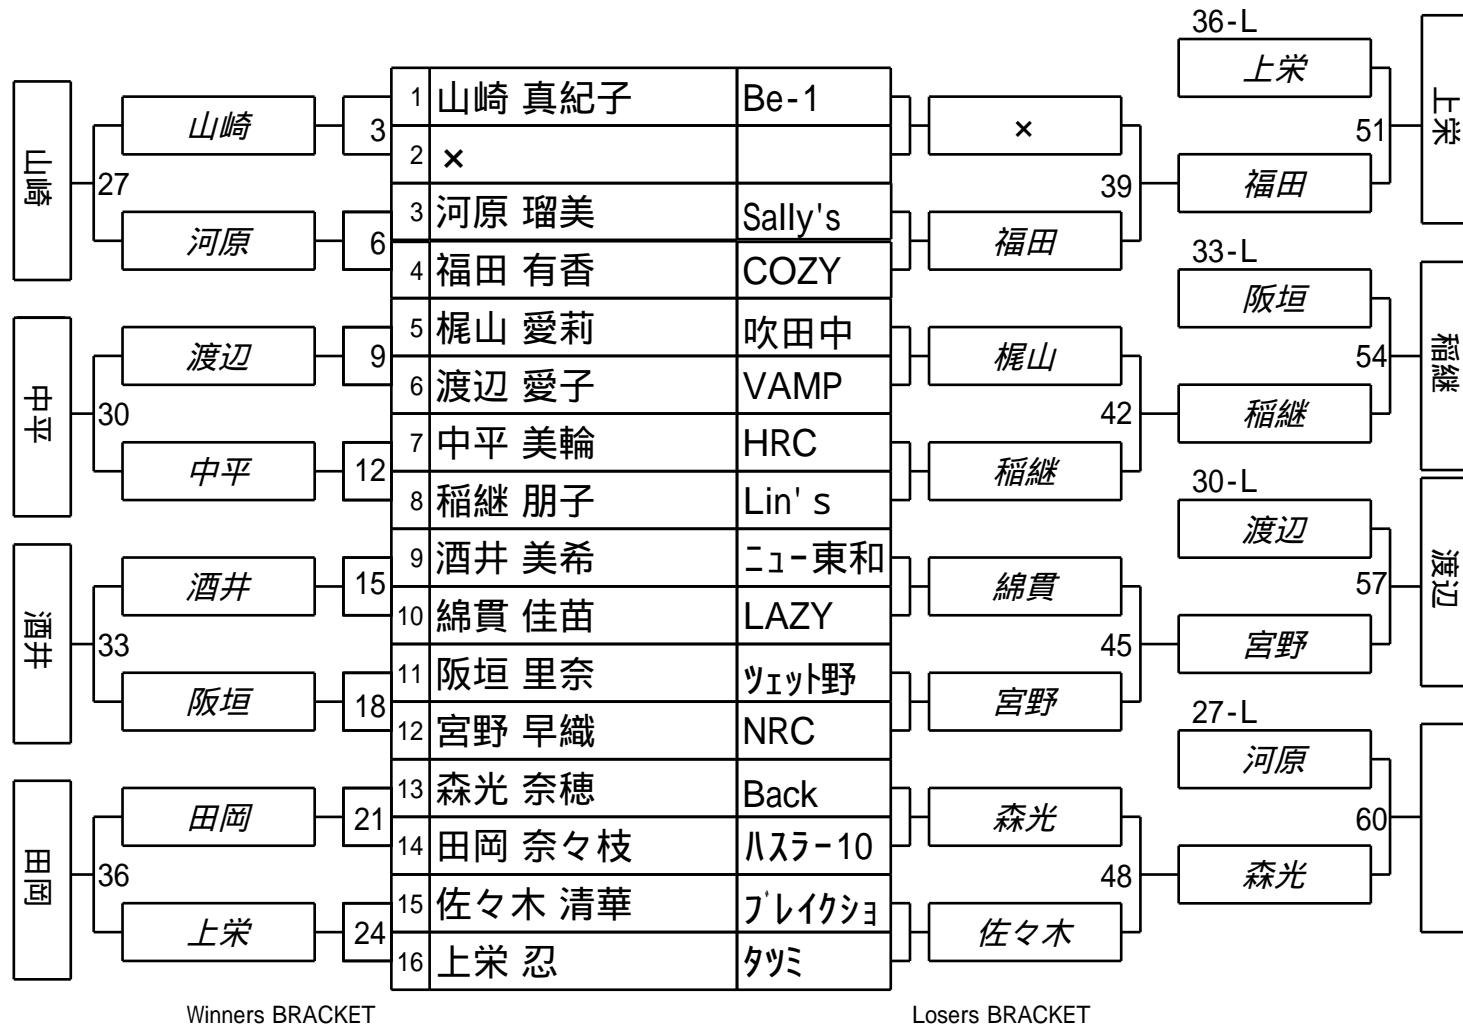 36-L
上栄
1 山崎 真紀子 Be-1
山崎 3 × 51 上栄
2 ×
山崎 27 39 福田
3 河原 瑠美 Sally's
河原 6 福田 33-L
4 福田 有香 COZY
阪垣
5 梶山 愛莉 吹田中
渡辺 9 梶山 54 稲継
6 渡辺 愛子 VAMP
中平 30 42 稲継
7 中平 美輪 HRC
中平 12 稲継
8 稲継 朋子 Lin's 30-L
渡辺
9 酒井 美希 ニュー東和
酒井 15 綿貫 57 渡辺
10 綿貫 佳苗 LAZY
酒井 33 45 宮野
11 阪垣 里奈 ツェット野
阪垣 18 宮野 27-L
12 宮野 早織 NRC
河原
13 森光 奈穂 Back
田岡 21 森光 60
14 田岡 奈々枝 ハスラー10
田岡 36 48 森光
15 佐々木 清華 ブレイクショ
上栄 24 佐々木
16 上栄 忍 タツミ
Winners BRACKET Losers BRACKET